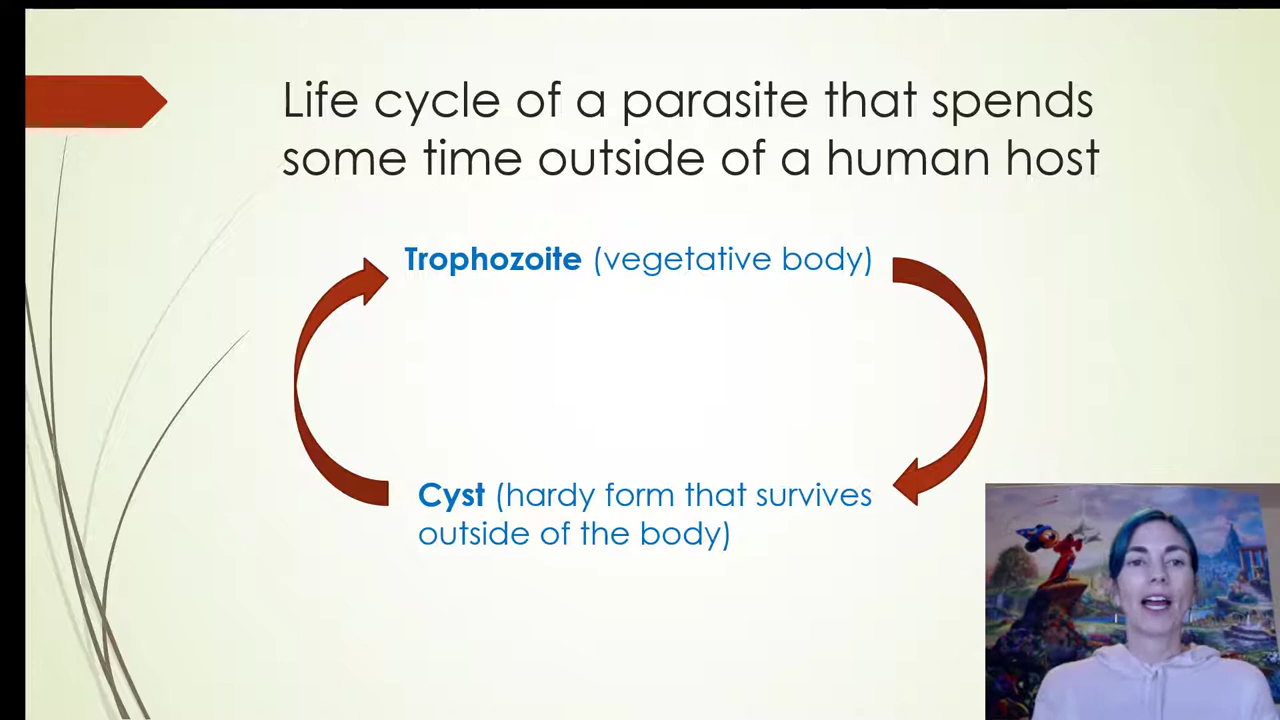 Life cycle of a parasite that spends
some time outside of a human host
Trophozoite (vegetative body)
Cyst (hardy form that survives
outside of the body)